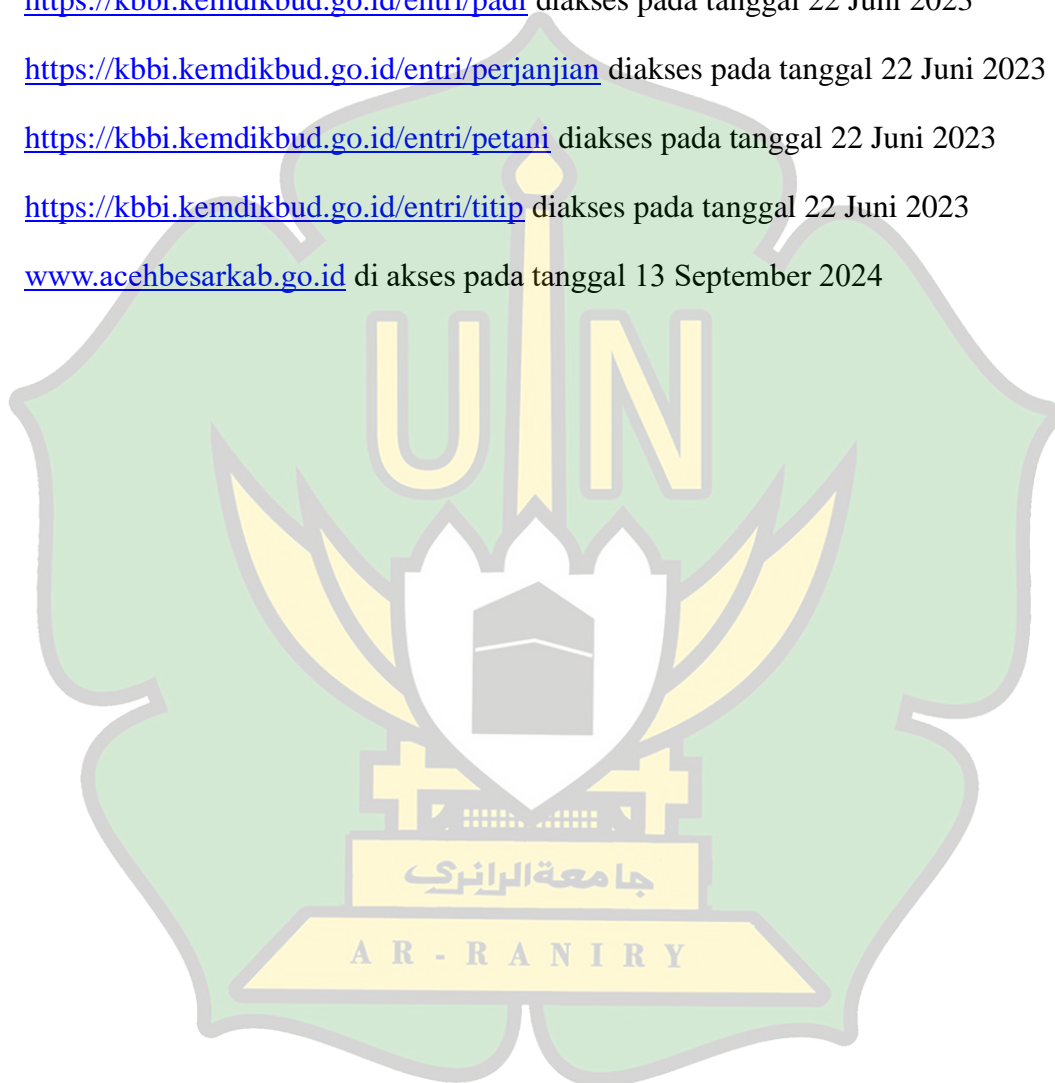 https://kbbi.kemdikbud.go.id/entri/padi diakses pada tanggal 22 Juni 2023
https://kbbi.kemdikbud.go.id/entri/perjanjian diakses pada tanggal 22 Juni 2023
https://kbbi.kemdikbud.go.id/entri/petani diakses pada tanggal 22 Juni 2023
https://kbbi.kemdikbud.go.id/entri/titip diakses pada tanggal 22 Juni 2023
www.acehbesarkab.go.id di akses pada tanggal 13 September 2024
UIN
جامعة الرانري
AR-RANIRY